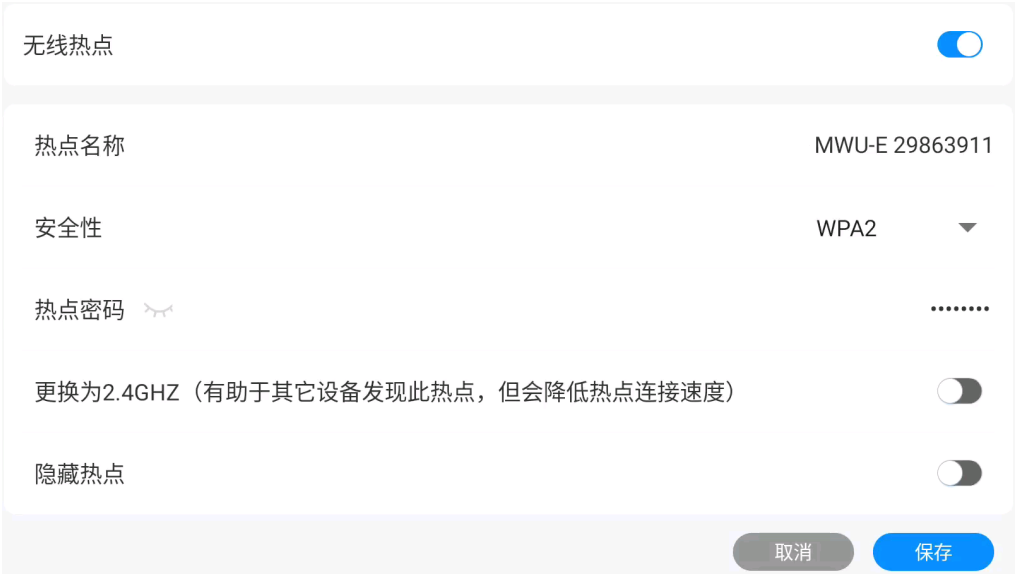 无线热点
热点名称
MWU-E 29863911
安全性
WPA2
热点密码
••••••••
更换为2.4GHZ（有助于其它设备发现此热点，但会降低热点连接速度）
隐藏热点
取消
保存